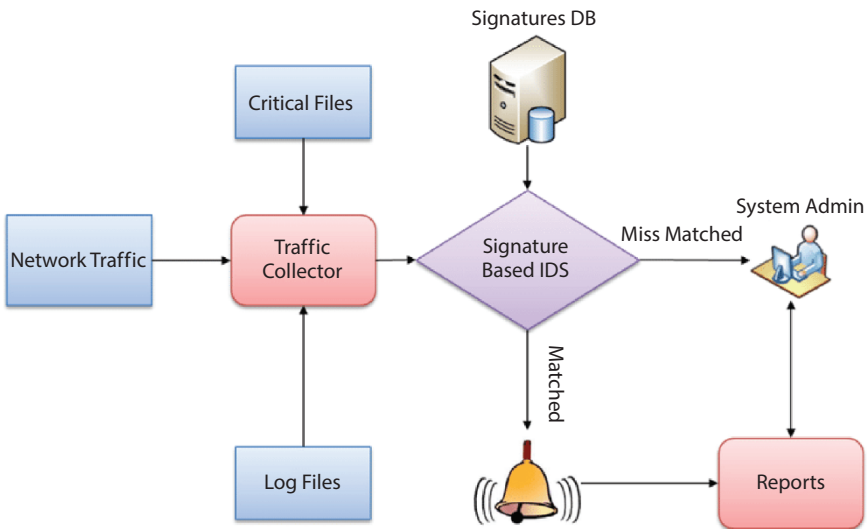 Signatures DB
Critical Files
System Admin
Network Traffic
Traffic
Collector
Signature
Based IDS
Miss Matched
Matched
Log Files
Reports